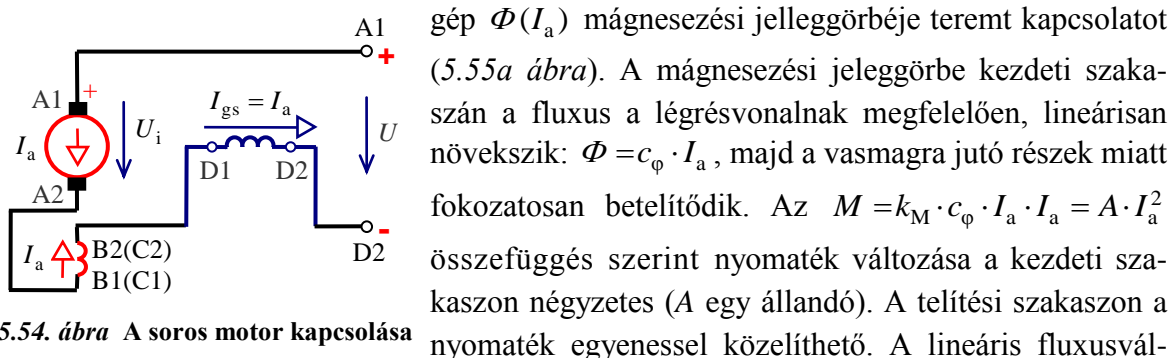 A1
+
A1
+
I_a
U_i
I_gs = I_a
U
A2
D1
D2
I_a
B2(C2)
B1(C1)
-
D2
5.54. ábra A soros motor kapcsolása
gép Φ(I_a) mágnesezési jelleggörbéje teremt kapcsolatot
(5.55a ábra). A mágnesezési jeleggörbe kezdeti szaka-
szán a fluxus a légrésvonalnak megfelelően, lineárisan
növekszik: Φ = c_φ · I_a, majd a vasmagra jutó részek miatt
fokozatosan betelítődik. Az M = k_M · c_φ · I_a · I_a = A · I_a^2
összefüggés szerint nyomaték változása a kezdeti sza-
kaszon négyzetes (A egy állandó). A telítési szakaszon a
nyomaték egyenessel közelíthető. A lineáris fluxusvál-